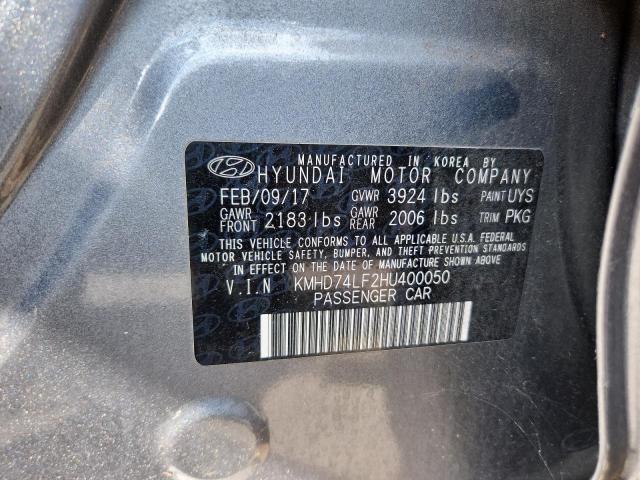 MANUFACTURED IN KOREA BY
HYUNDAI MOTOR COMPANY
FEB/09/17 GVWR 3924 lbs PAINT UYS
GAWR FRONT 2183 lbs GAWR REAR 2006 lbs TRIM PKG
THIS VEHICLE CONFORMS TO ALL APPLICABLE U.S.A. FEDERAL
MOTOR VEHICLE SAFETY, BUMPER, AND THEFT PREVENTION STANDARDS
IN EFFECT ON THE DATE OF MANUFACTURE SHOWN ABOVE
V.I.N KMHD74LF2HU400050
PASSENGER CAR